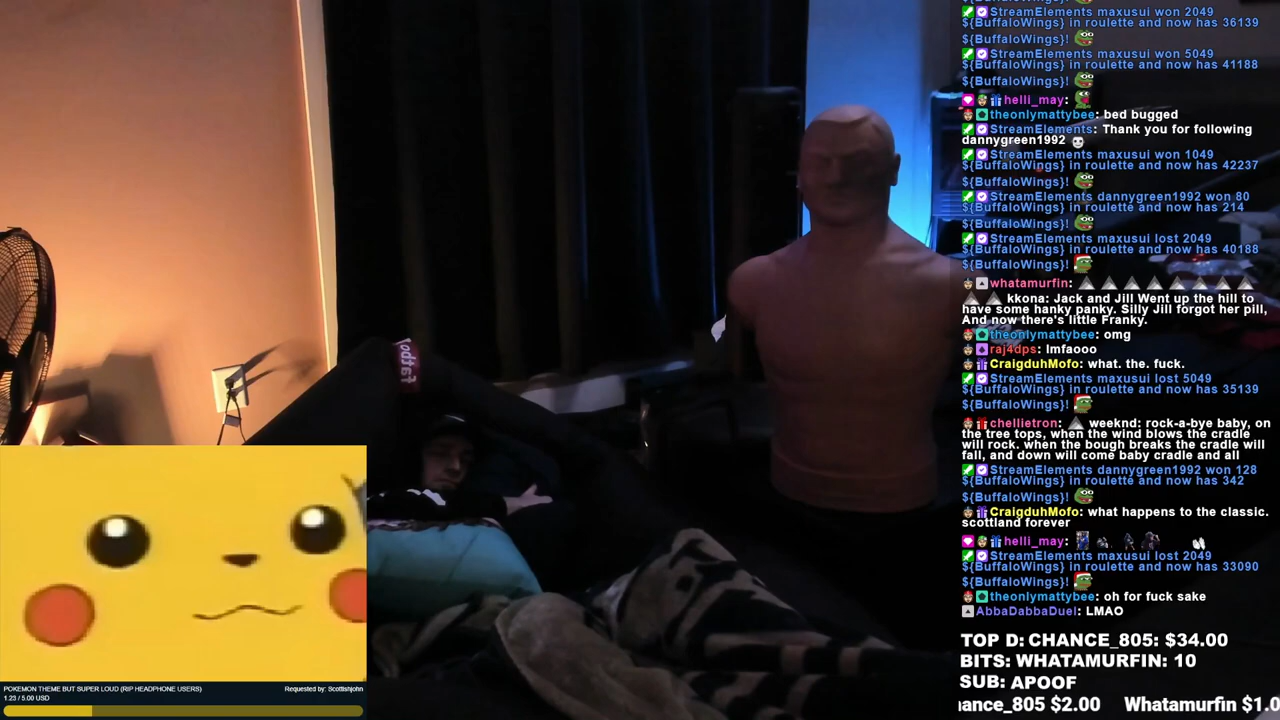 StreamElements maxusui won 2049
${BuffaloWings} in roulette and now has 36139
${BuffaloWings}!
StreamElements maxusui won 5049
${BuffaloWings} in roulette and now has 41188
${BuffaloWings}!
helli_may:
theonlymattybee: bed bugged
StreamElements: Thank you for following
dannygreen1992
StreamElements maxusui won 1049
${BuffaloWings} in roulette and now has 42237
${BuffaloWings}!
StreamElements dannygreen1992 won 80
${BuffaloWings} in roulette and now has 214
${BuffaloWings}!
StreamElements maxusui lost 2049
${BuffaloWings} in roulette and now has 40188
${BuffaloWings}!
whatamurfin:
kkona: Jack and Jill Went up the hill to
have some hanky panky. Silly Jill forgot her pill,
And now there's little Franky.
theonlymattybee: omg
raj4dps: lmfaooo
CraigduhMofo: what. the. fuck.
StreamElements maxusui lost 5049
${BuffaloWings} in roulette and now has 35139
${BuffaloWings}!
chellietron: weeknd: rock-a-bye baby, on
the tree tops, when the wind blows the cradle
will rock. when the bough breaks the cradle will
fall, and down will come baby cradle and all
StreamElements dannygreen1992 won 128
${BuffaloWings} in roulette and now has 342
${BuffaloWings}!
CraigduhMofo: what happens to the classic.
scottland forever
helli_may:
StreamElements maxusui lost 2049
${BuffaloWings} in roulette and now has 33090
${BuffaloWings}!
theonlymattybee: oh for fuck sake
AbbaDabbaDuel: LMAO
TOP D: CHANCE_805: $34.00
BITS: WHATAMURFIN: 10
SUB: APOOF
ance_805 $2.00 Whatamurfin $1.0
POKEMON THEME BUT SUPER LOUD (RIP HEADPHONE USERS) Requested by: Scottishjohn
1.23 / 5.00 USD